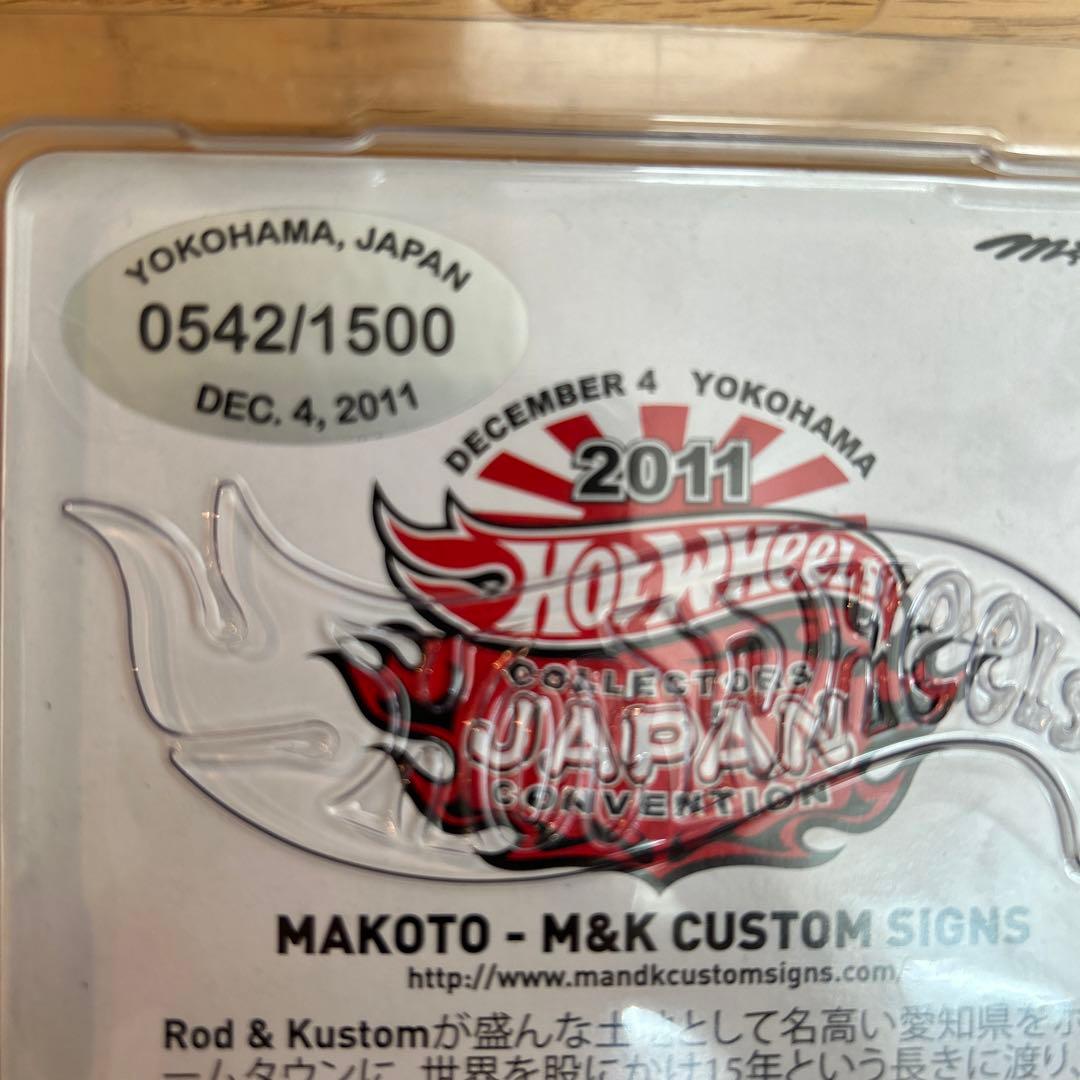 YOKOHAMA, JAPAN
0542/1500
DEC. 4, 2011
DECEMBER 4 YOKOHAMA
2011
HOT WHEELS
COLLECTORS
JAPAN
CONVENTION
MAKOTO - M&K CUSTOM SIGNS
http://www.mandkcustomsigns.com/
Rod & Kustomが盛んな土地として名高い愛知県をホ
ームタウンに、世界を股にかけ15年という長きに渡り、